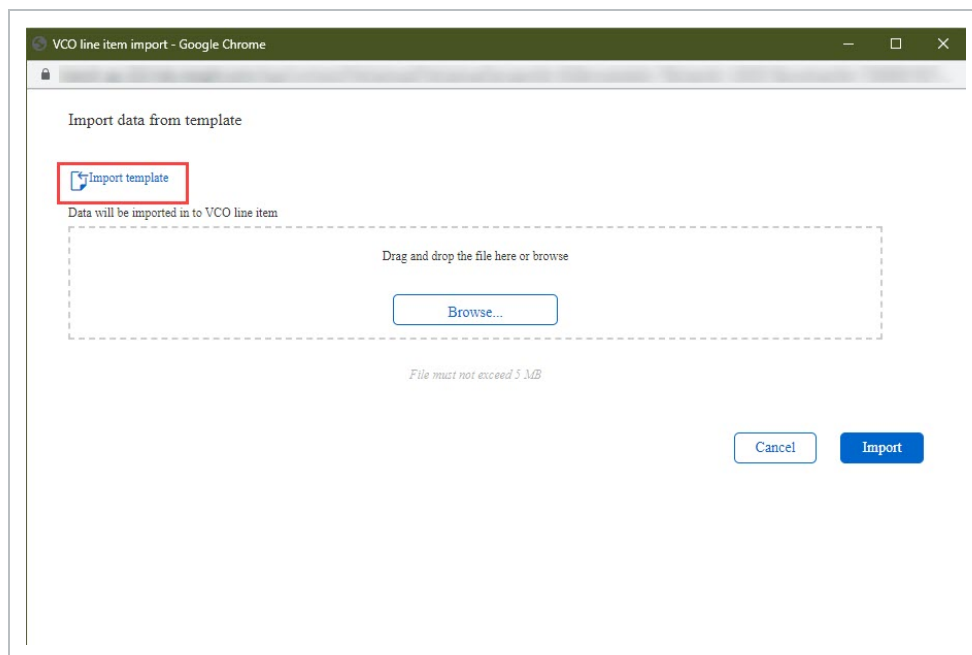 VCO line item import - Google Chrome
Import data from template
Import template
Data will be imported in to VCO line item
Drag and drop the file here or browse
Browse...
File must not exceed 5 MB
Cancel
Import